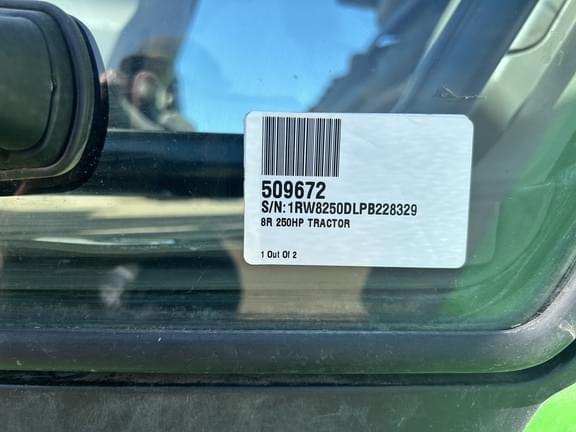 509672
S/N:1RW8250DLPB228329
8R 250HP TRACTOR
1 Out Of 2